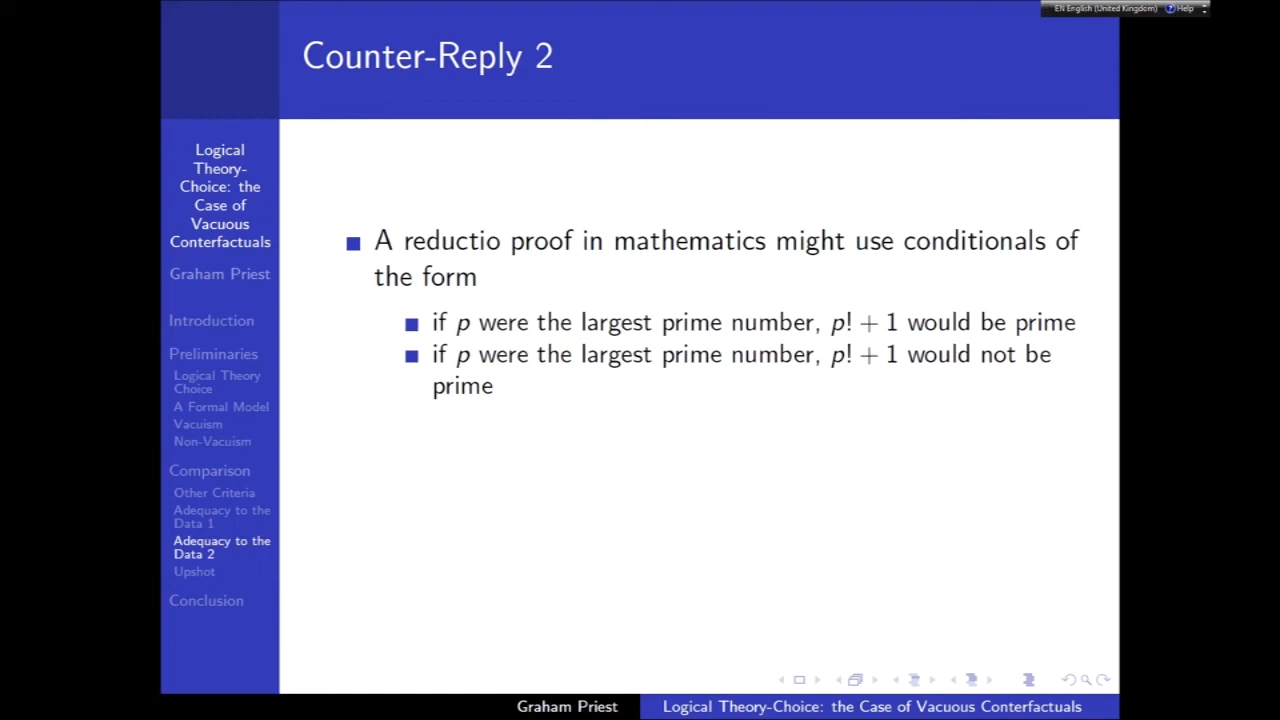 EN English (United Kingdom) Help
Counter-Reply 2
Logical
Theory-
Choice: the
Case of
Vacuous
Conterfactuals
Graham Priest
Introduction
Preliminaries
Logical Theory
Choice
A Formal Model
Vacuism
Non-Vacuism
Comparison
Other Criteria
Adequacy to the
Data 1
Adequacy to the
Data 2
Upshot
Conclusion
A reductio proof in mathematics might use conditionals of
the form
if p were the largest prime number, p! + 1 would be prime
if p were the largest prime number, p! + 1 would not be
prime
Graham Priest
Logical Theory-Choice: the Case of Vacuous Conterfactuals